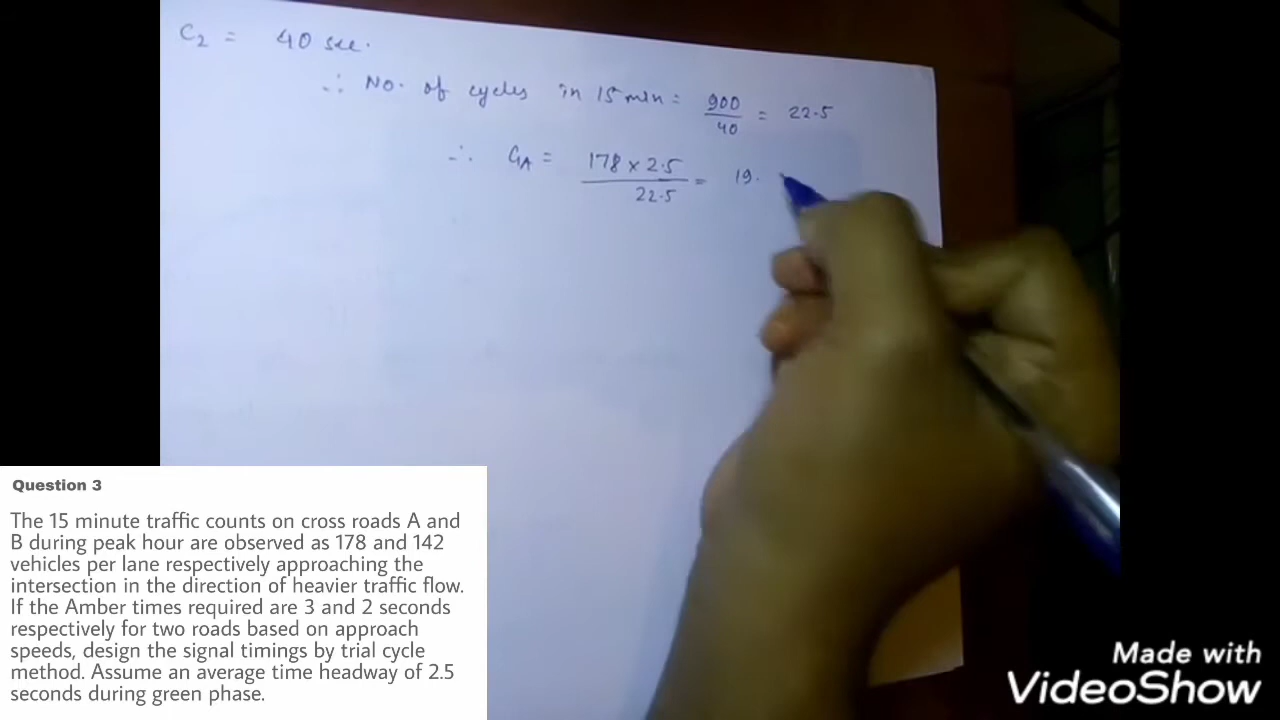 C2 = 40 sec.
∴ No. of cycles in 15 min = 900/40 = 22.5
∴ GA = 178 × 2.5 / 22.5 = 19.
Question 3
The 15 minute traffic counts on cross roads A and
B during peak hour are observed as 178 and 142
vehicles per lane respectively approaching the
intersection in the direction of heavier traffic flow.
If the Amber times required are 3 and 2 seconds
respectively for two roads based on approach
speeds, design the signal timings by trial cycle
method. Assume an average time headway of 2.5
seconds during green phase.
Made with
VideoShow